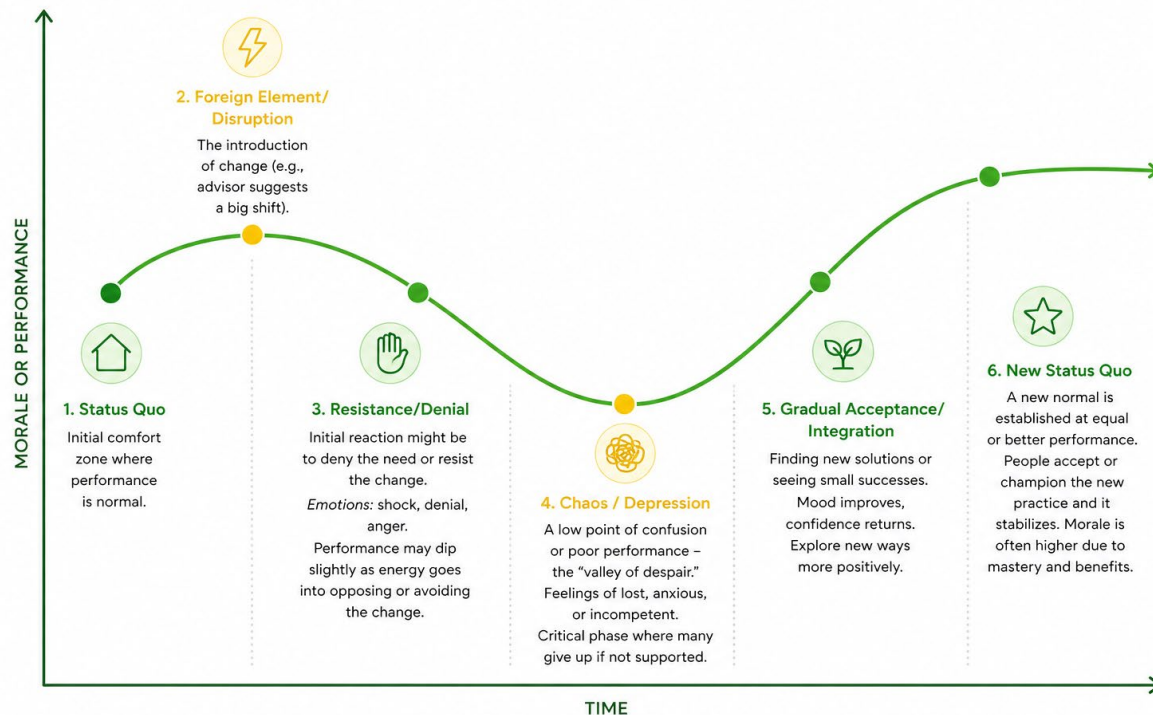 MORALE OR PERFORMANCE
2. Foreign Element/
Disruption
The introduction
of change (e.g.,
advisor suggests
a big shift).
1. Status Quo
Initial comfort
zone where
performance
is normal.
3. Resistance/Denial
Initial reaction might be
to deny the need or resist
the change.
Emotions: shock, denial,
anger.
Performance may dip
slightly as energy goes
into opposing or avoiding
the change.
4. Chaos / Depression
A low point of confusion
or poor performance –
the “valley of despair.”
Feelings of lost, anxious,
or incompetent.
Critical phase where many
give up if not supported.
5. Gradual Acceptance/
Integration
Finding new solutions or
seeing small successes.
Mood improves,
confidence returns.
Explore new ways
more positively.
6. New Status Quo
A new normal is
established at equal
or better performance.
People accept or
champion the new
practice and it
stabilizes. Morale is
often higher due to
mastery and benefits.
TIME